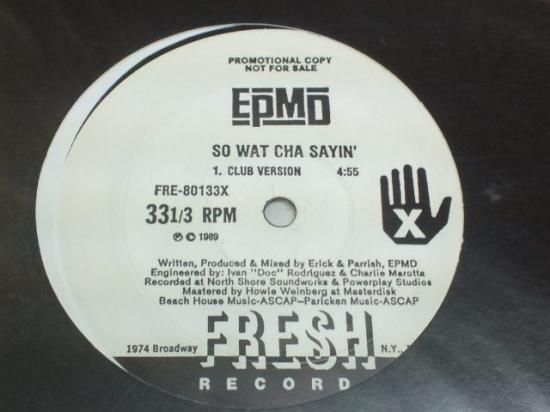 PROMOTIONAL COPY
NOT FOR SALE
EPMD
SO WAT CHA SAYIN'
1. CLUB VERSION 4:55
FRE-80133X
33 1/3 RPM
X
℗ © 1989
Written, Produced & Mixed by Erick & Parrish, EPMD
Engineered by: Ivan "Doc" Rodriguez & Charlie Marotta
Recorded at North Shore Soundworks & Powerplay Studios
Mastered by Howie Weinberg at Masterdisk
Beach House Music-ASCAP–Paricken Music-ASCAP
FRESH
1974 Broadway N.Y.,
RECORD